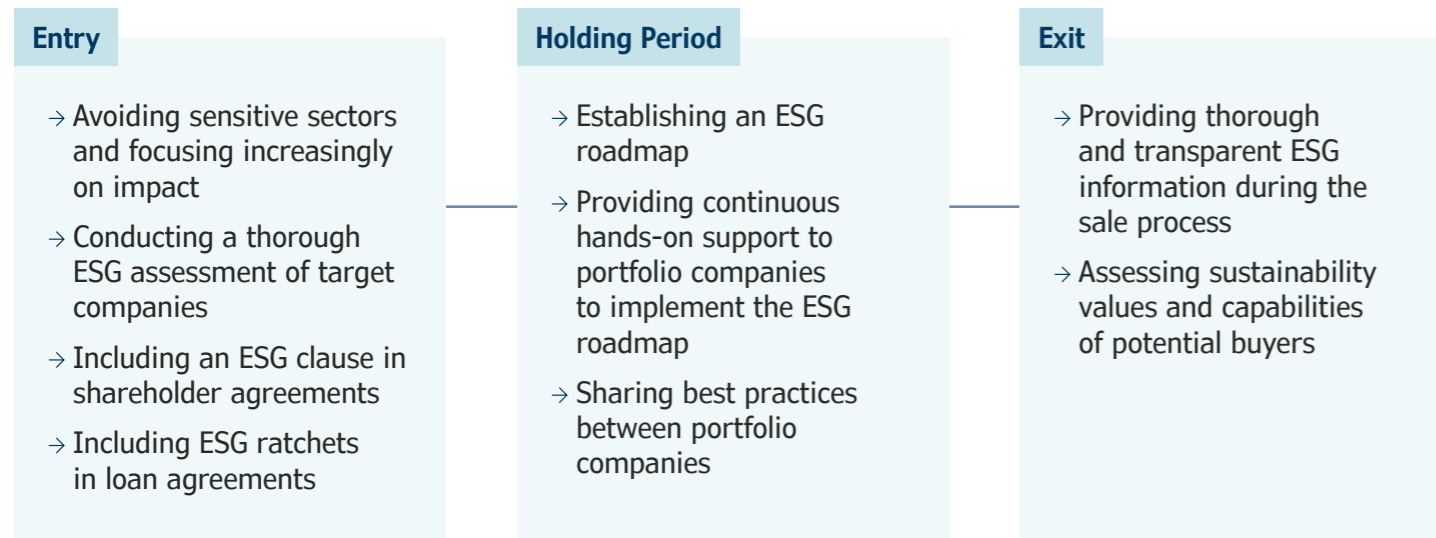 Entry
→ Avoiding sensitive sectors
and focusing increasingly
on impact
→ Conducting a thorough
ESG assessment of target
companies
→ Including an ESG clause in
shareholder agreements
→ Including ESG ratchets
in loan agreements
Holding Period
→ Establishing an ESG
roadmap
→ Providing continuous
hands-on support to
portfolio companies
to implement the ESG
roadmap
→ Sharing best practices
between portfolio
companies
Exit
→ Providing thorough
and transparent ESG
information during the
sale process
→ Assessing sustainability
values and capabilities
of potential buyers